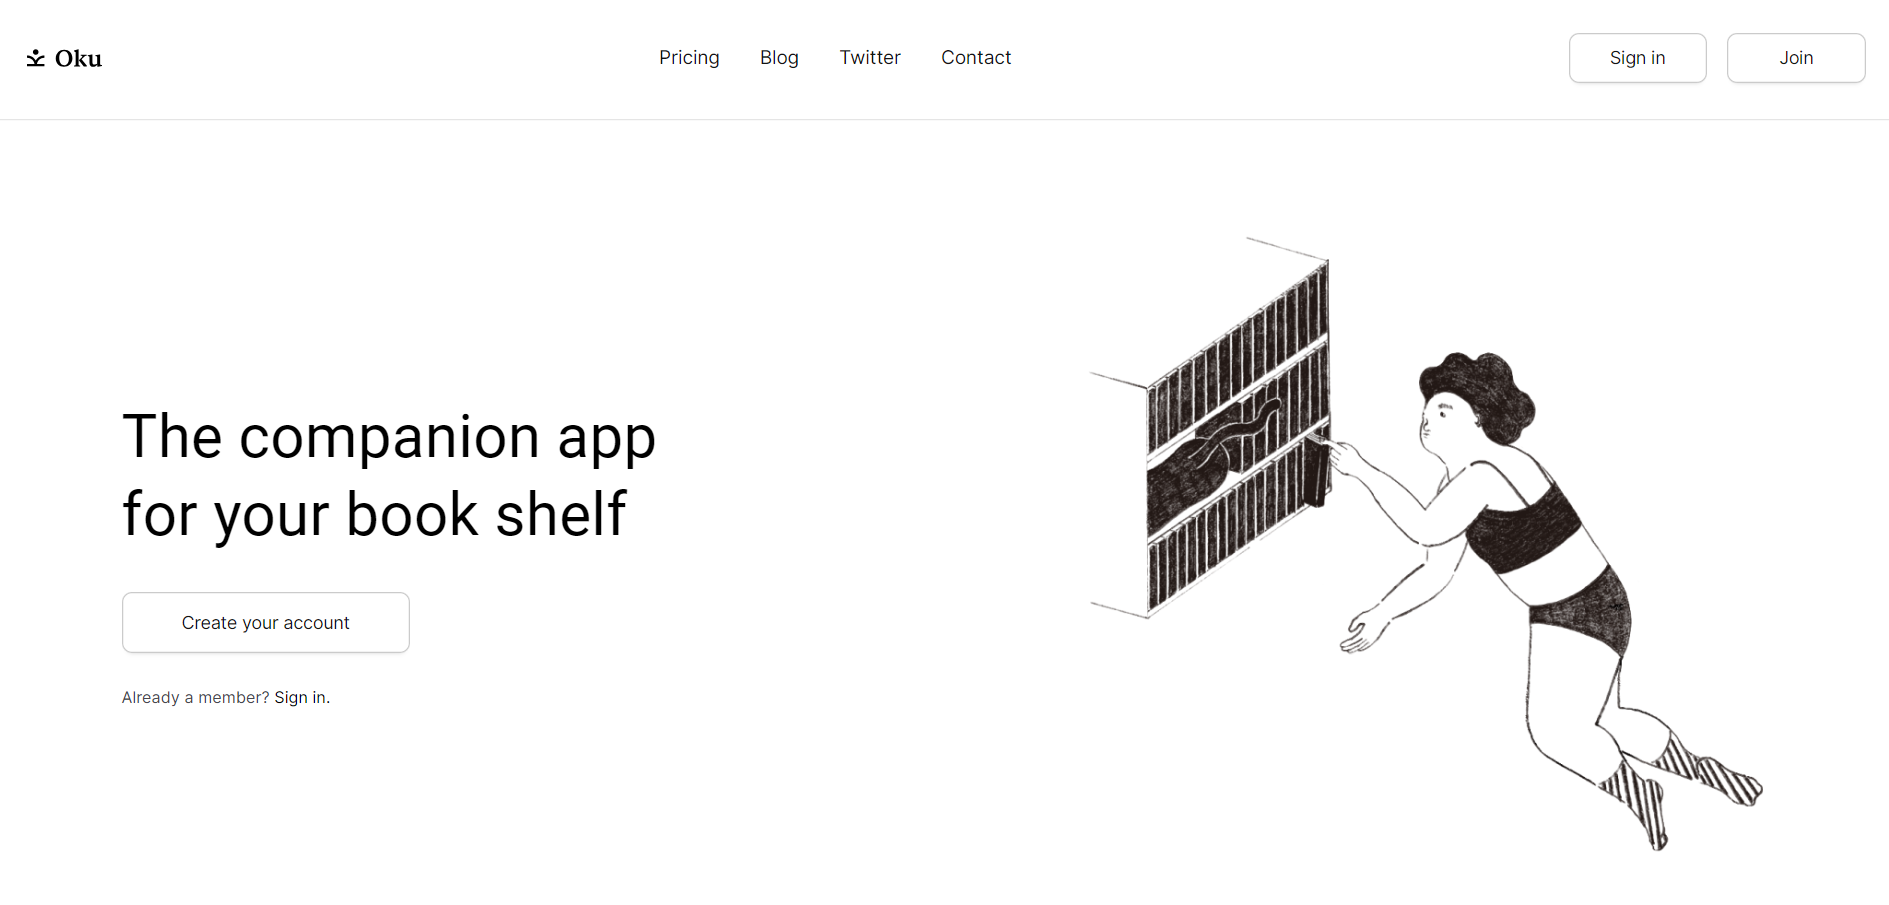 Oku
Pricing Blog Twitter Contact
Sign in Join
The companion app
for your book shelf
Create your account
Already a member? Sign in.